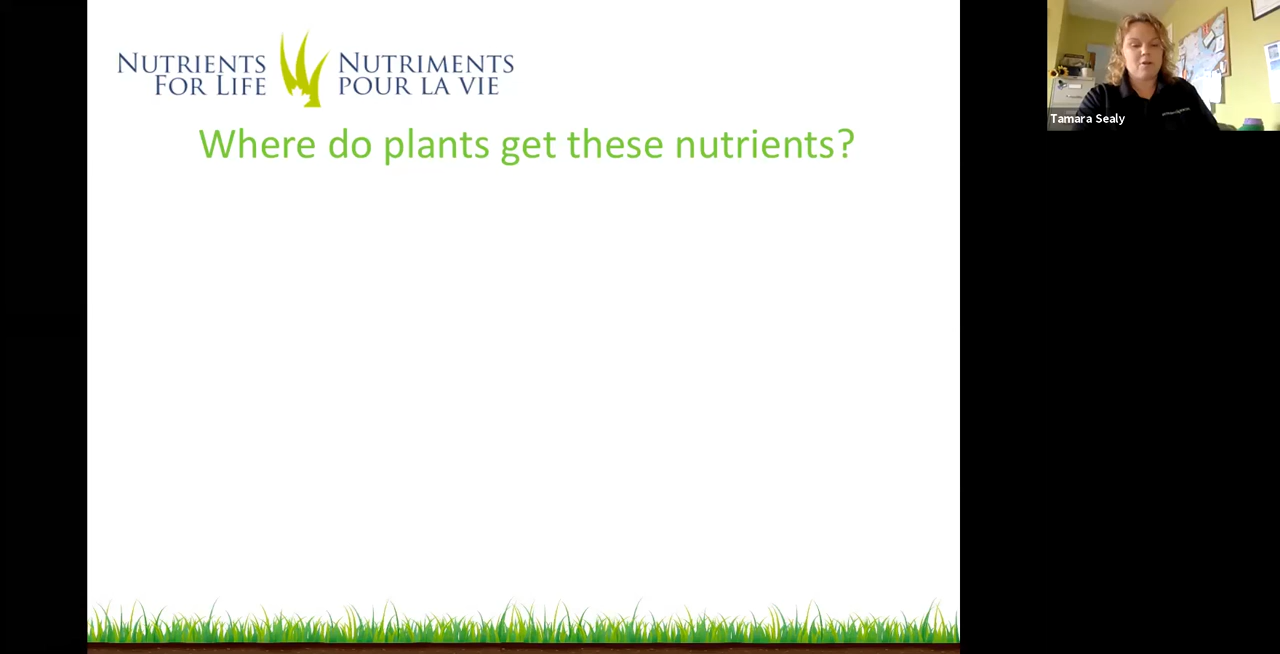 NUTRIENTS
FOR LIFE
NUTRIMENTS
POUR LA VIE
Where do plants get these nutrients?
Tamara Sealy